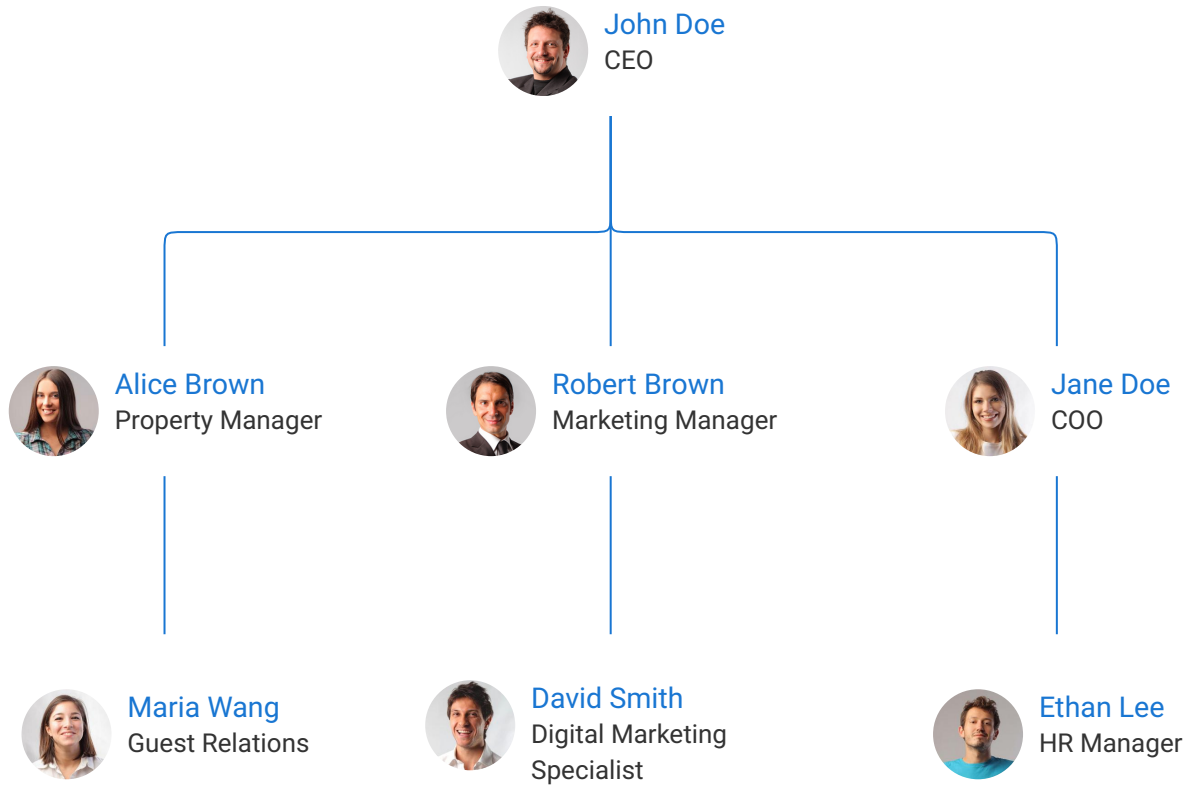 John Doe
CEO
Alice Brown
Property Manager
Robert Brown
Marketing Manager
Jane Doe
COO
Maria Wang
Guest Relations
David Smith
Digital Marketing
Specialist
Ethan Lee
HR Manager